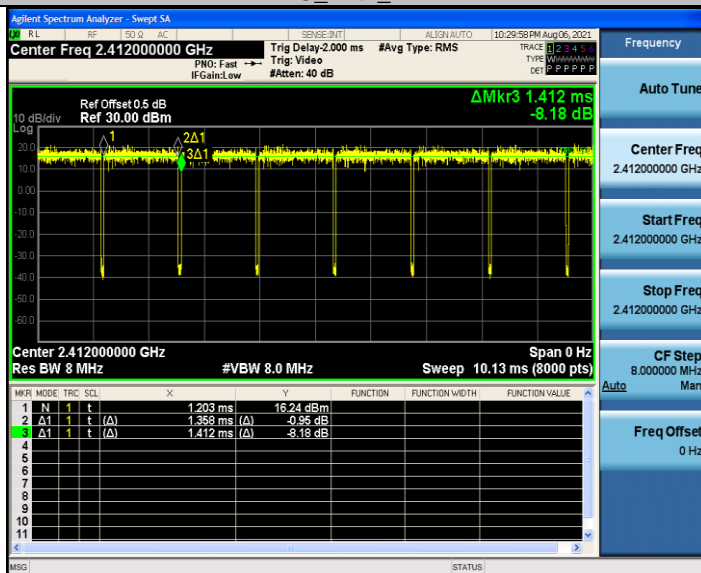 Agilent Spectrum Analyzer - Swept SA
LXI RL RF 50 Ω AC SENSE:INT ALIGN AUTO 10:29:58 PM Aug 06, 2021
Center Freq 2.412000000 GHz
PNO: Fast
IFGain:Low
Trig Delay-2.000 ms
Trig: Video
#Atten: 40 dB
#Avg Type: RMS
TRACE 1 2 3 4 5 6
TYPE WWWWWW
DET P P P P P P
Ref Offset 0.5 dB
10 dB/div Ref 30.00 dBm
Log
ΔMkr3 1.412 ms
-8.18 dB
1
2Δ1
3Δ1
20.0
10.0
0.00
-10.0
-20.0
-30.0
-40.0
-50.0
-60.0
Center 2.412000000 GHz Span 0 Hz
Res BW 8 MHz #VBW 8.0 MHz Sweep 10.13 ms (8000 pts)
MKR MODE TRC SCL X Y FUNCTION FUNCTION WIDTH FUNCTION VALUE
1 N 1 t 1.203 ms 16.24 dBm
2 Δ1 1 t (Δ) 1.358 ms (Δ) -0.95 dB
3 Δ1 1 t (Δ) 1.412 ms (Δ) -8.18 dB
4
5
6
7
8
9
10
11
MSG STATUS
Frequency
Auto Tune
Center Freq
2.412000000 GHz
Start Freq
2.412000000 GHz
Stop Freq
2.412000000 GHz
CF Step
8.000000 MHz
Auto Man
Freq Offset
0 Hz